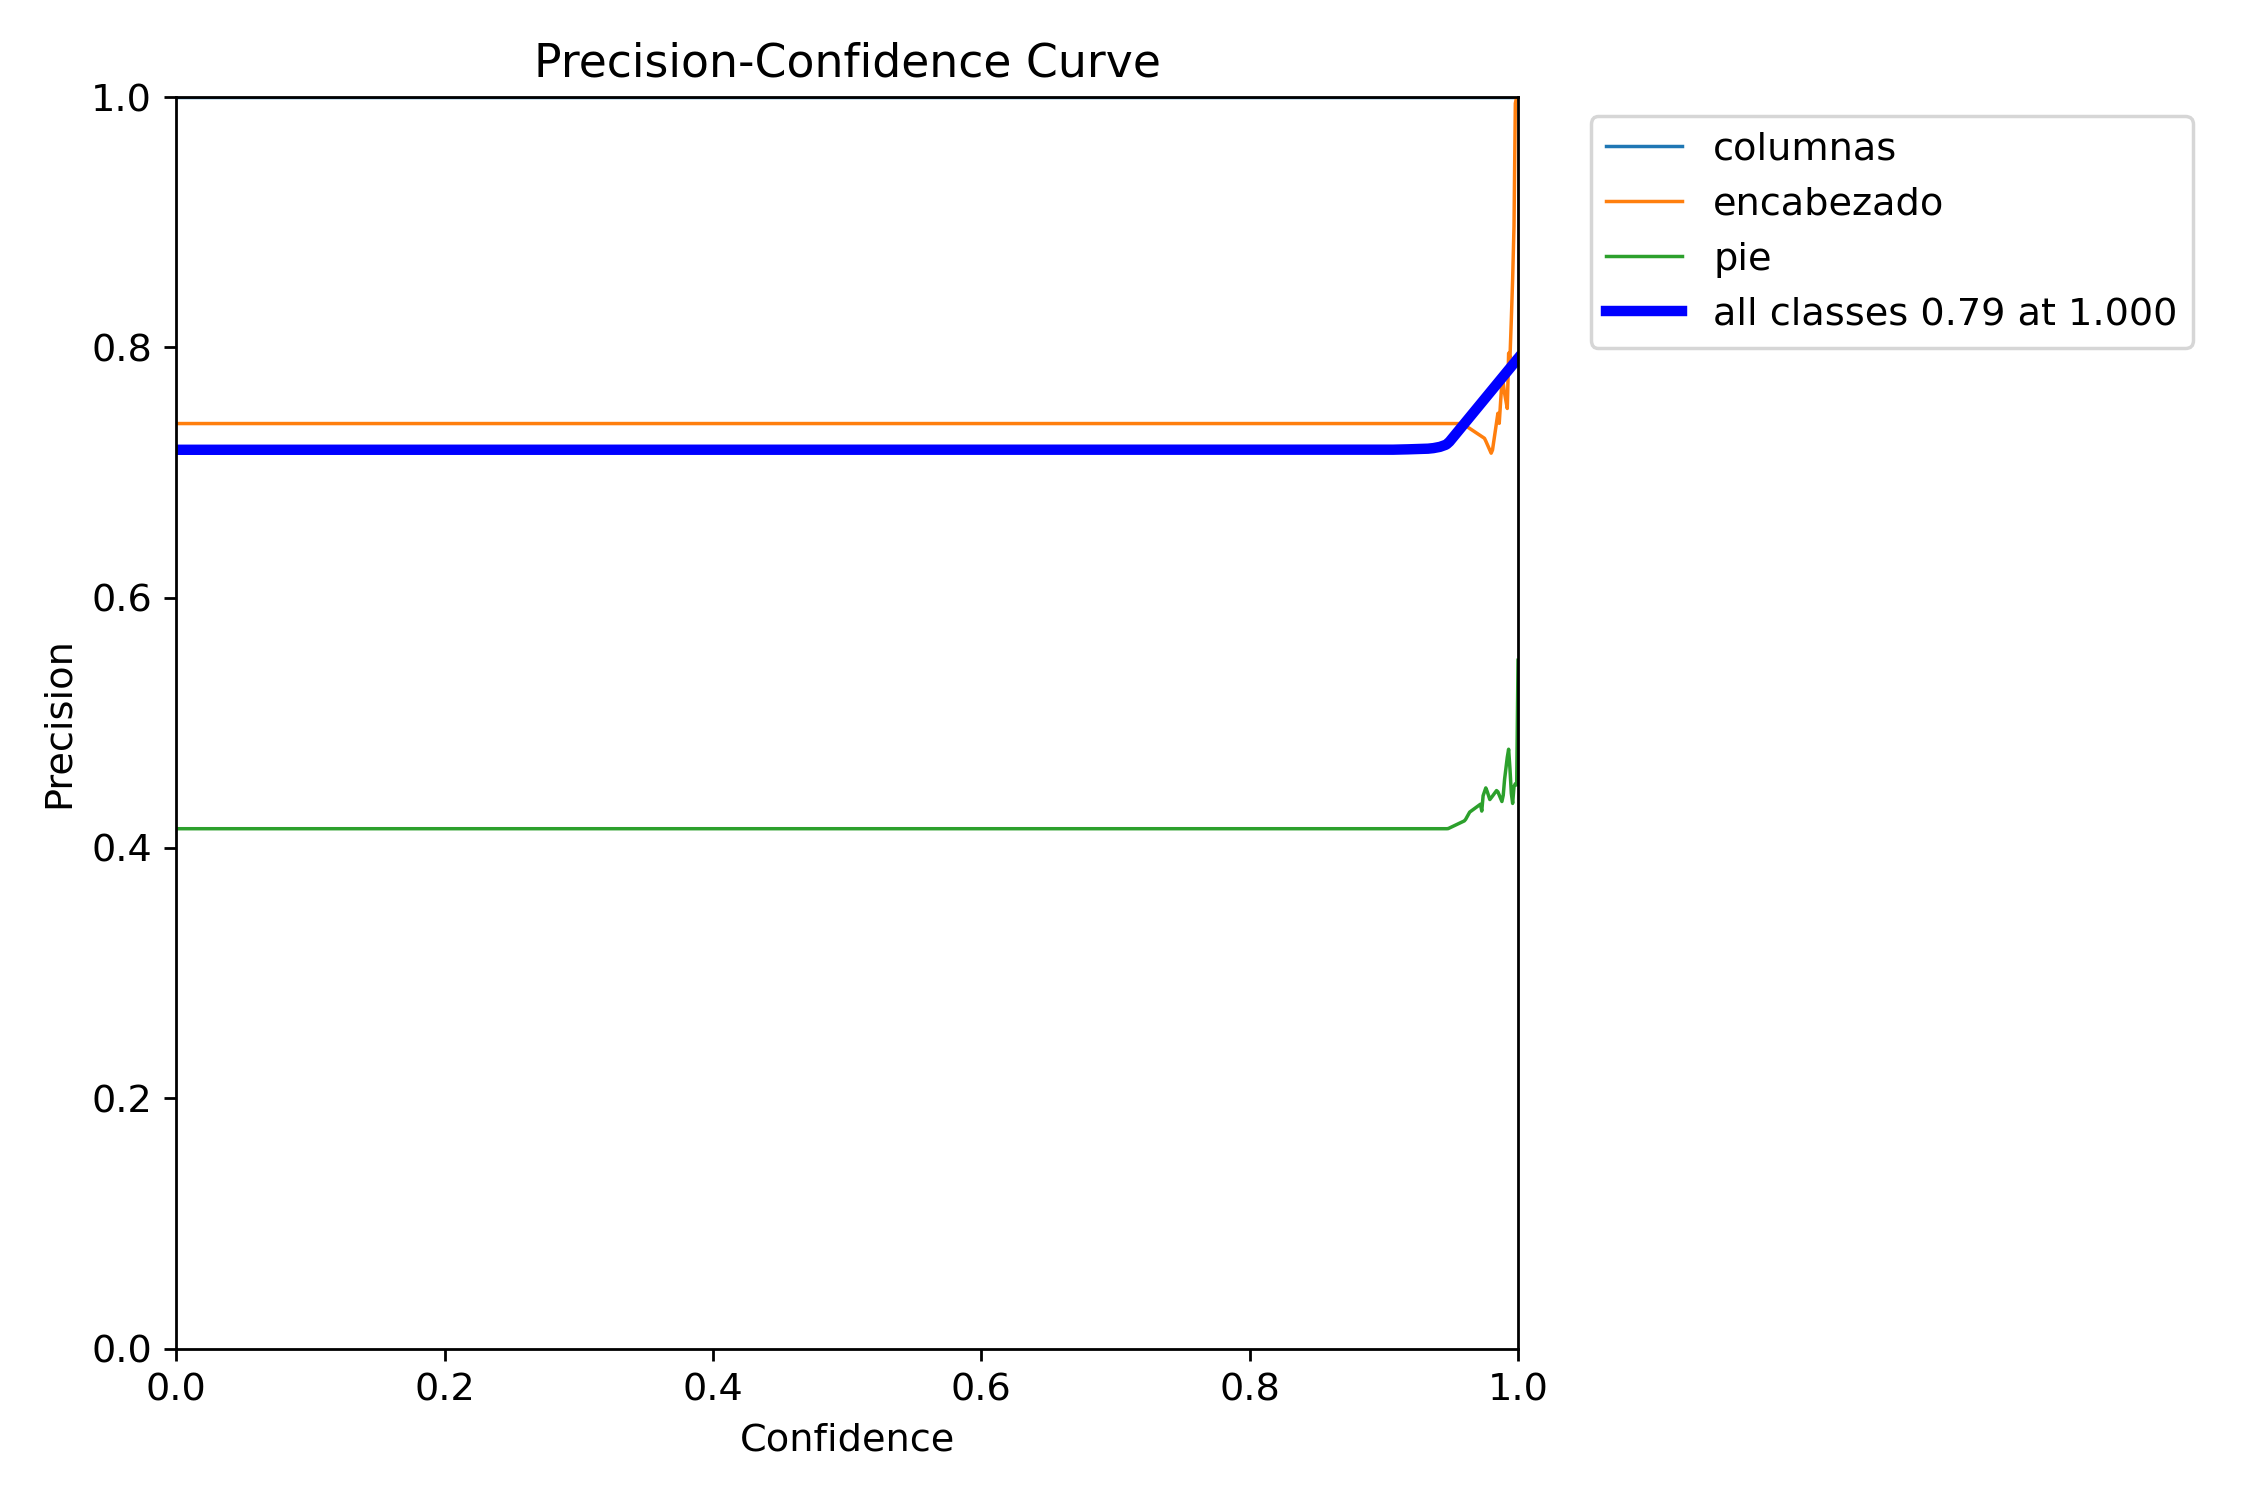 Precision-Confidence Curve
1.0
0.8
0.6
0.4
0.2
0.0
Precision
0.0 0.2 0.4 0.6 0.8 1.0
Confidence
columnas
encabezado
pie
all classes 0.79 at 1.000